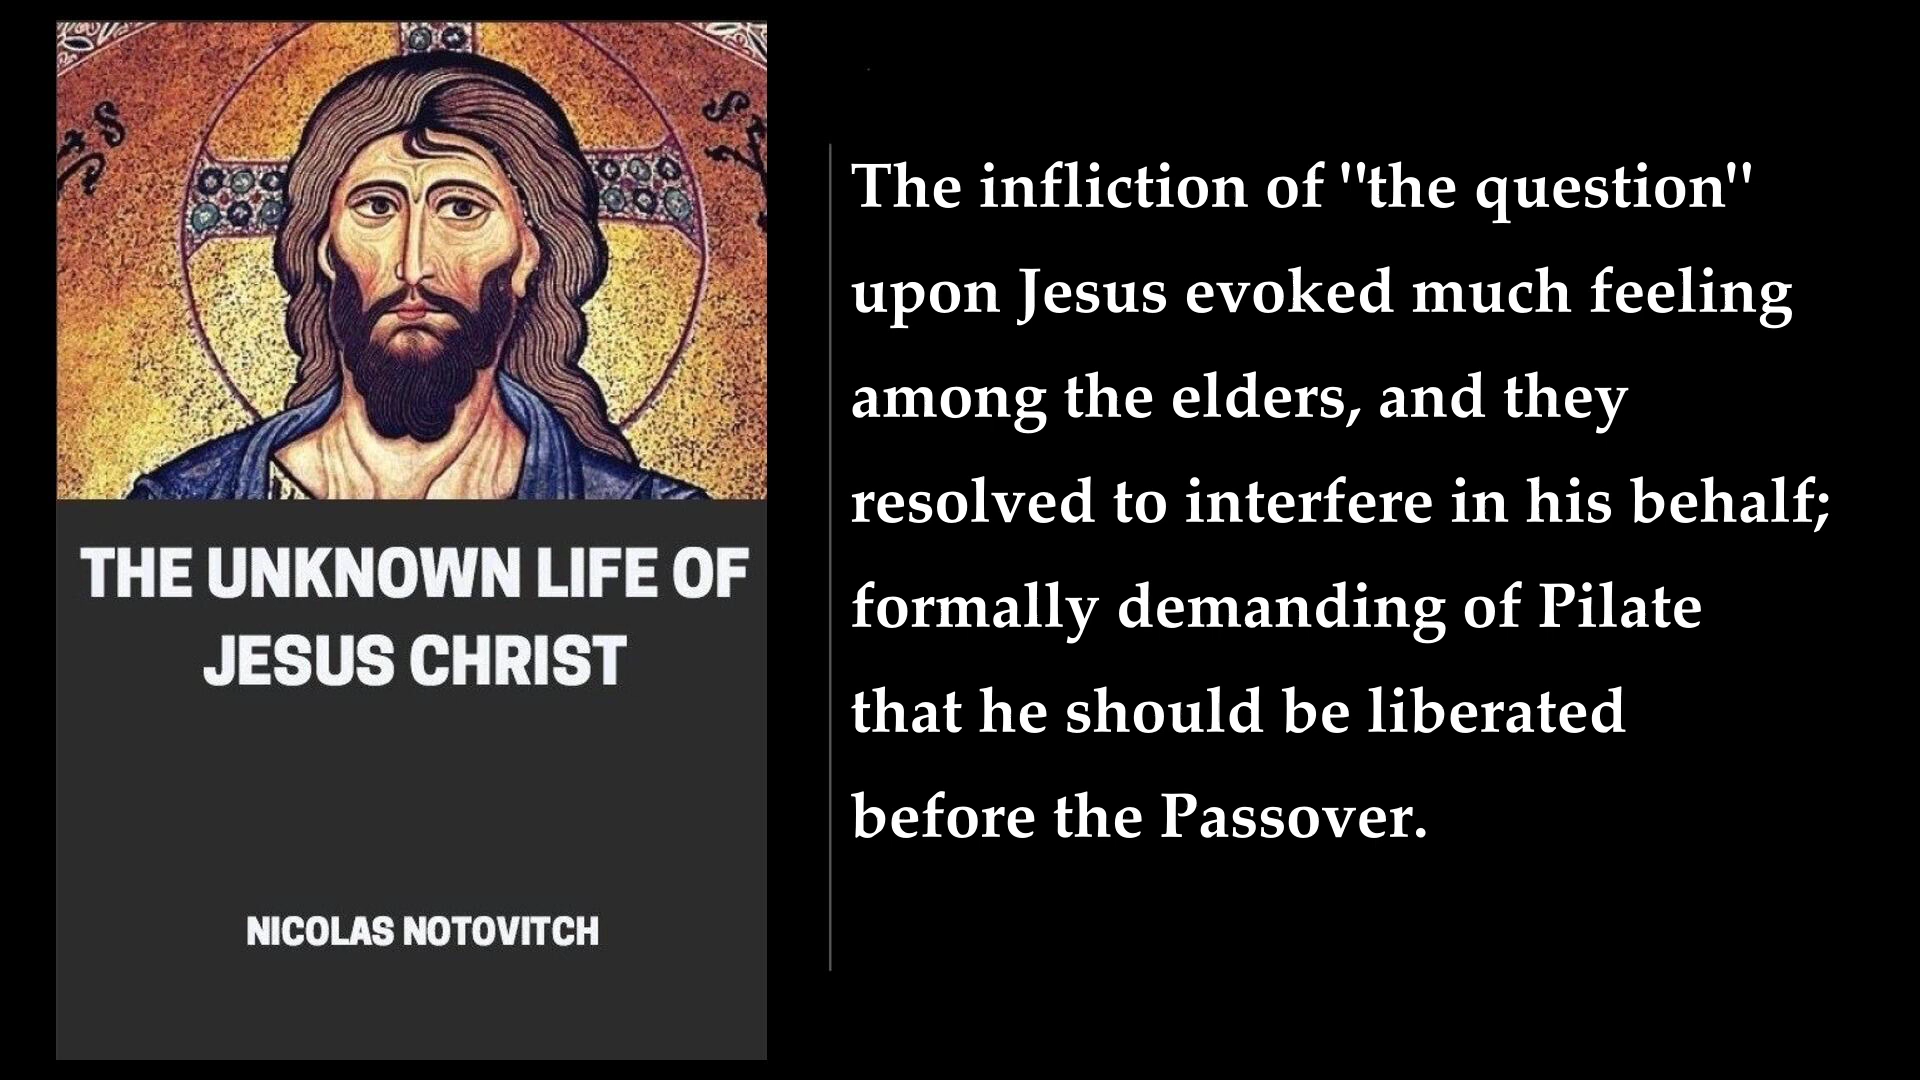 THE UNKNOWN LIFE OF
JESUS CHRIST
NICOLAS NOTOVITCH
The infliction of "the question"
upon Jesus evoked much feeling
among the elders, and they
resolved to interfere in his behalf;
formally demanding of Pilate
that he should be liberated
before the Passover.